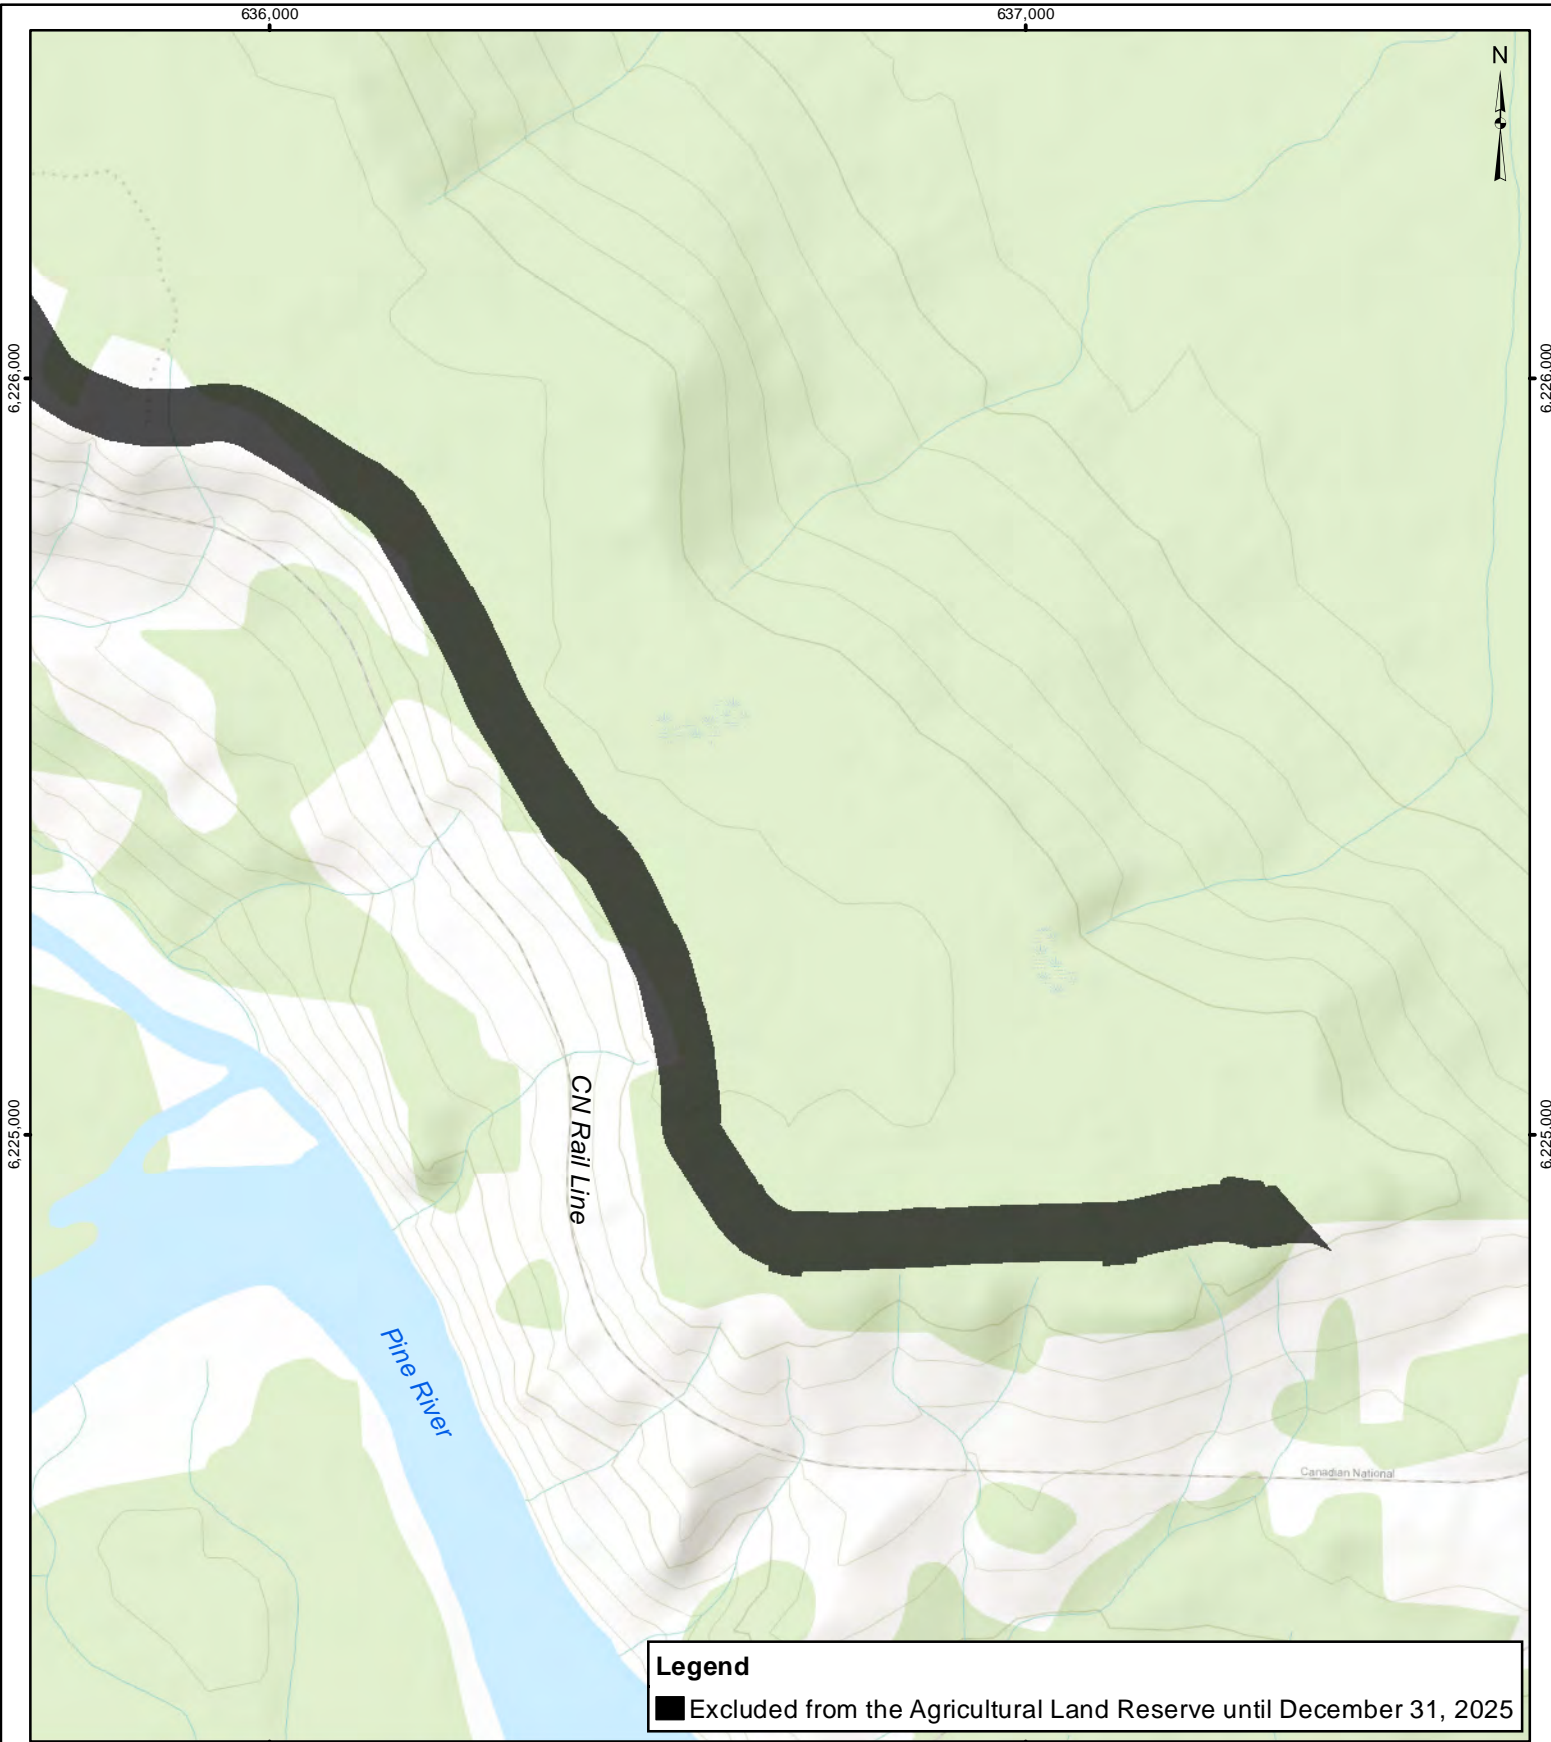 636,000
637,000
N
6,226,000
6,226,000
6,225,000
6,225,000
CN Rail Line
Pine River
Canadian National
Legend
Excluded from the Agricultural Land Reserve until December 31, 2025